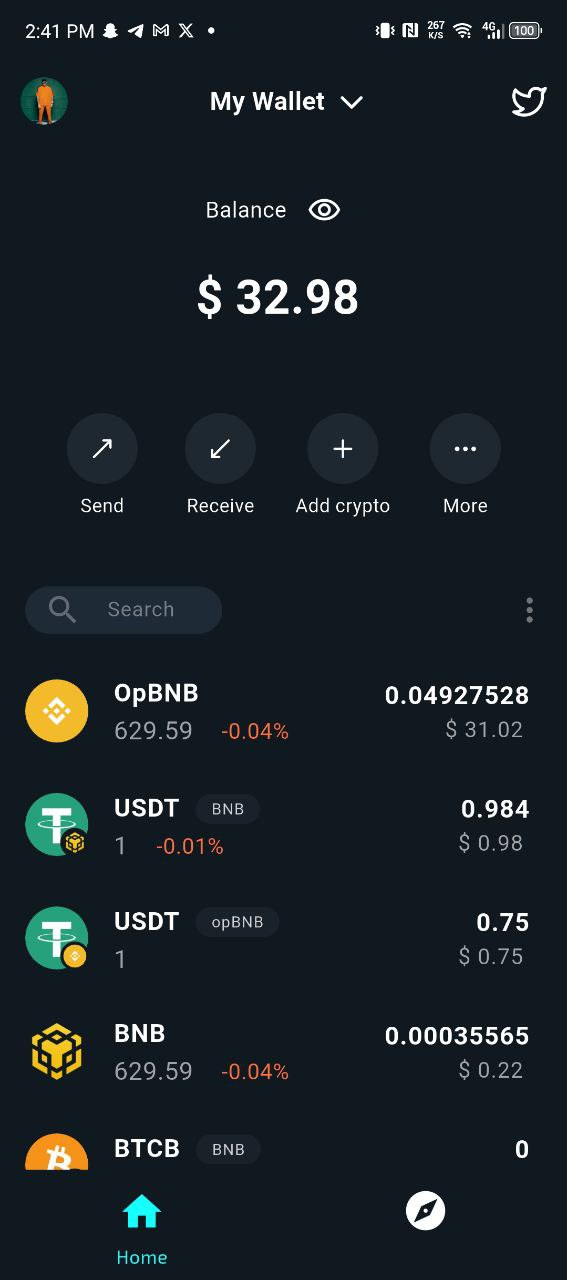 2:41 PM
267
K/S
4G
100
My Wallet
Balance
$ 32.98
Send
Receive
Add crypto
More
Search
OpBNB
0.04927528
629.59 -0.04%
$ 31.02
USDT BNB
0.984
1 -0.01%
$ 0.98
USDT opBNB
0.75
1
$ 0.75
BNB
0.00035565
629.59 -0.04%
$ 0.22
BTCB BNB
0
Home